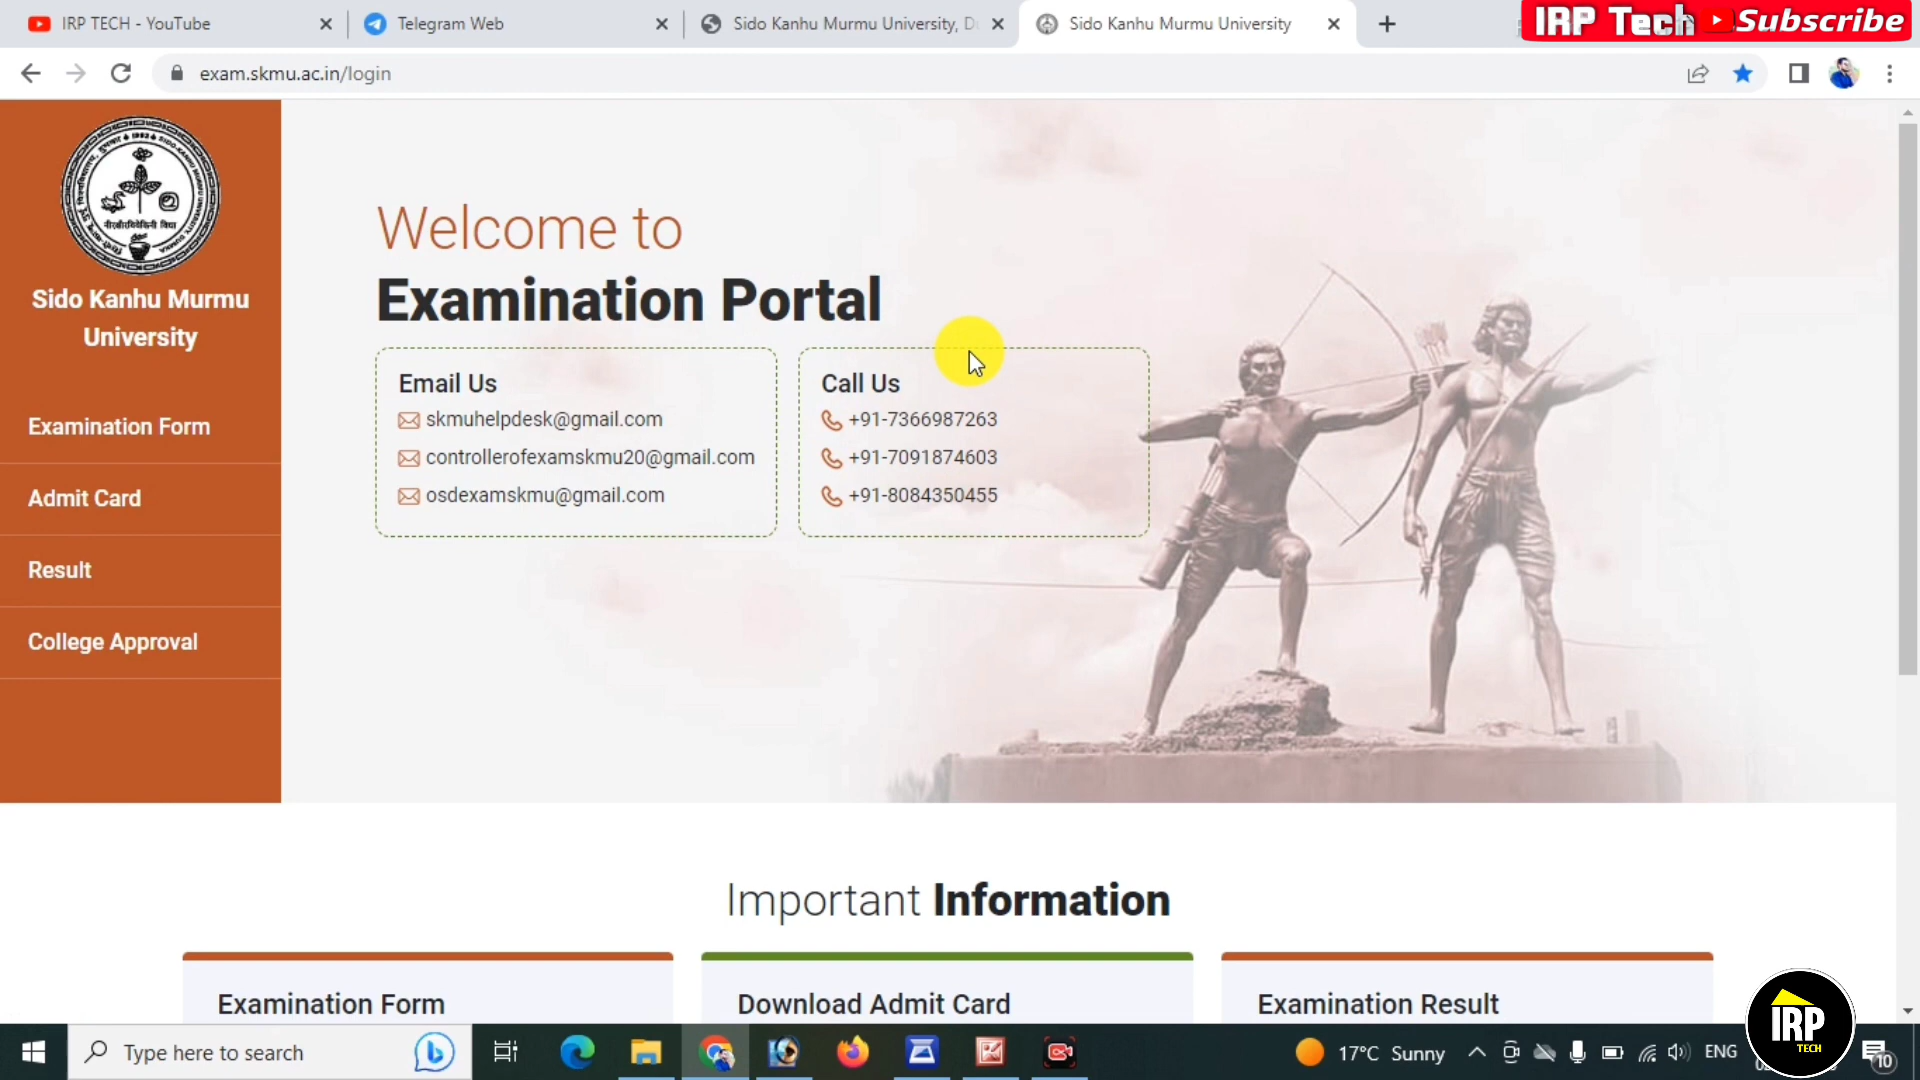 IRP TECH - YouTube
Telegram Web
Sido Kanhu Murmu University, D
Sido Kanhu Murmu University
IRP Tech Subscribe
exam.skmu.ac.in/login
Sido Kanhu Murmu
University
Examination Form
Admit Card
Result
College Approval
Welcome to
Examination Portal
Email Us
skmuhelpdesk@gmail.com
controllerofexamskmu20@gmail.com
osdexamskmu@gmail.com
Call Us
+91-7366987263
+91-7091874603
+91-8084350455
Important Information
Examination Form
Download Admit Card
Examination Result
Type here to search
17°C Sunny
ENG
10
IRP
TECH